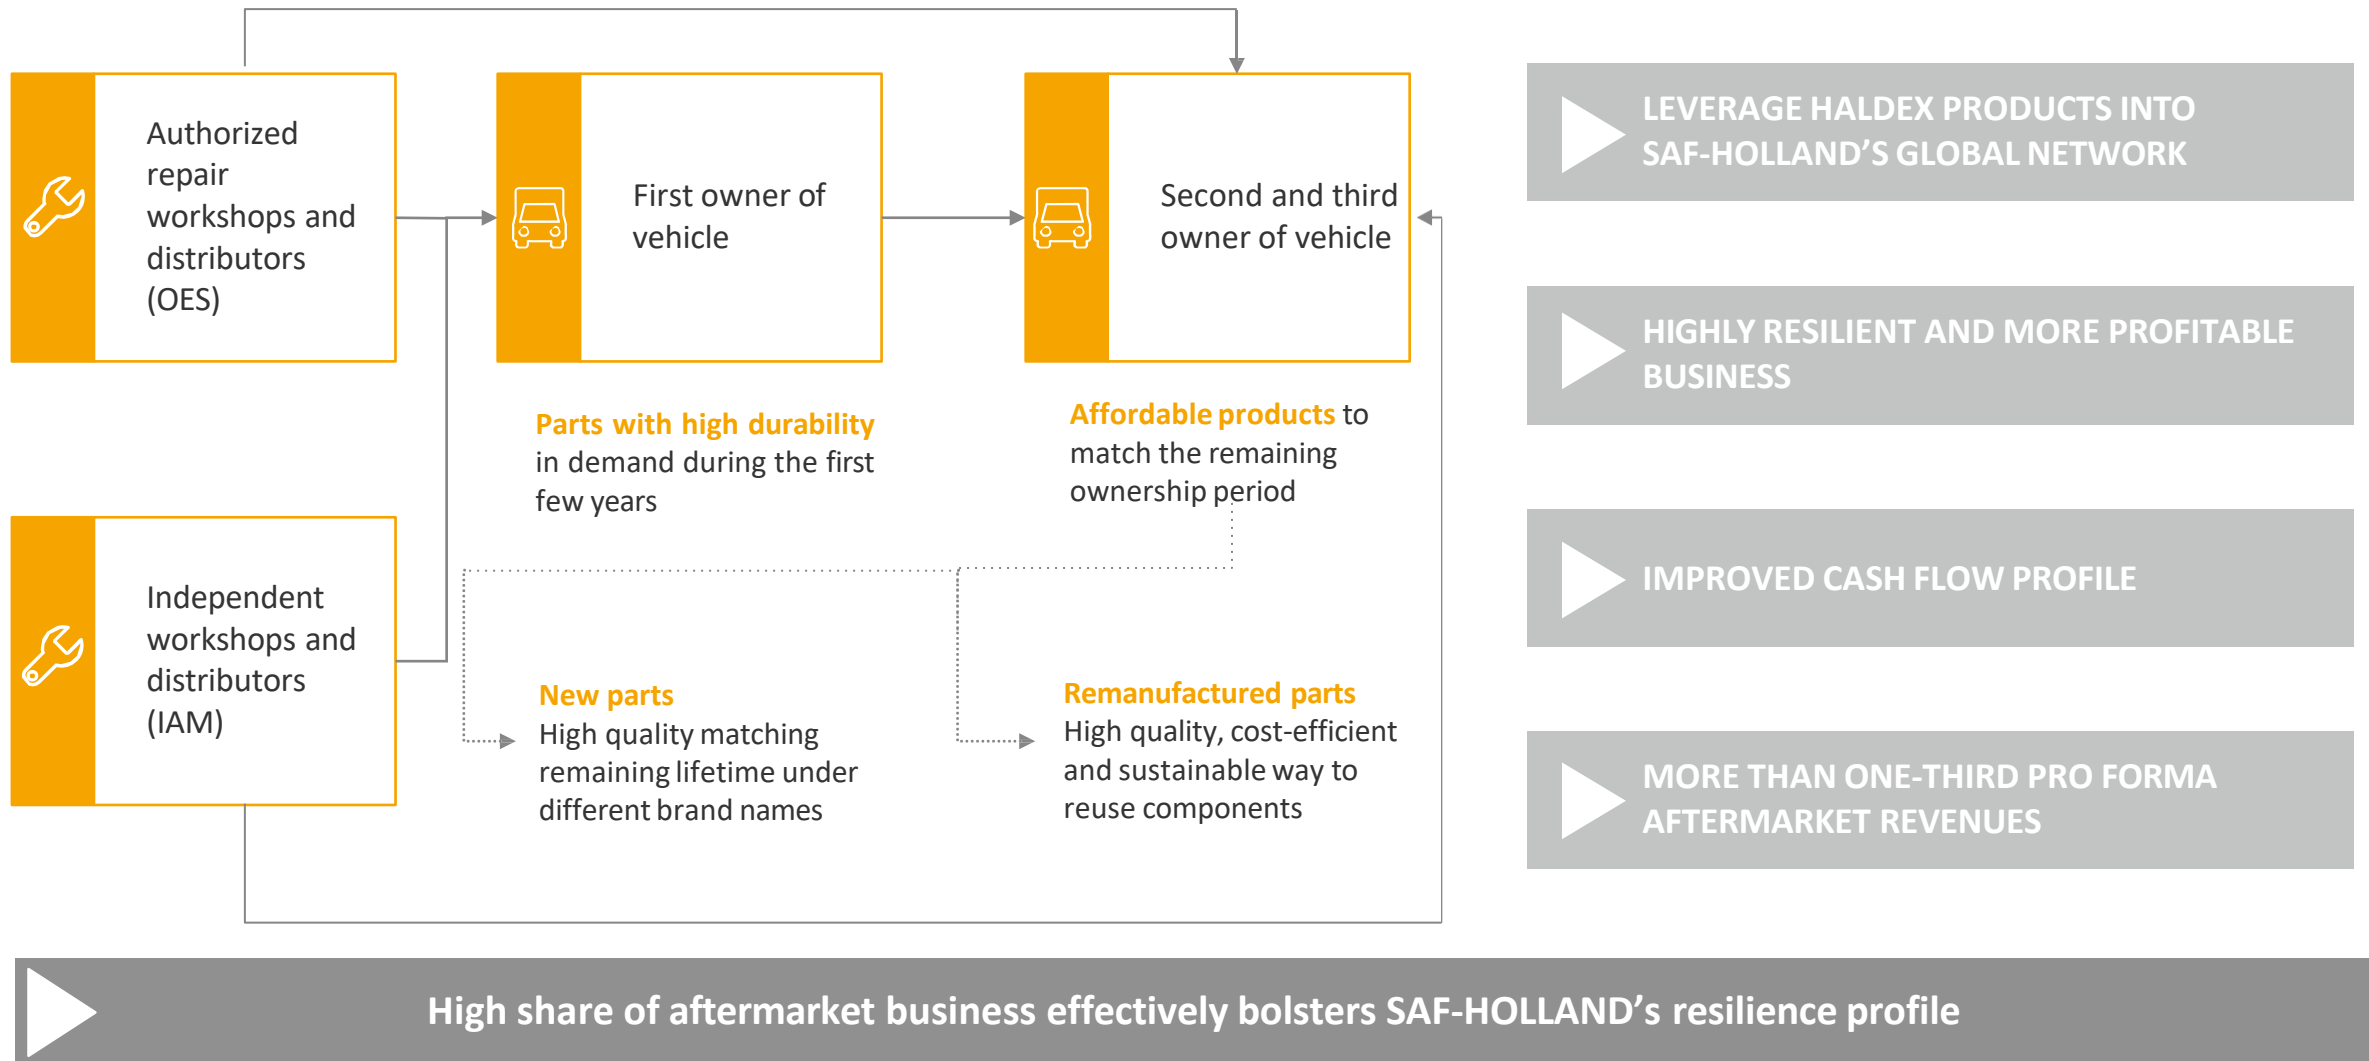 Authorized
repair
workshops and
distributors
(OES)
First owner of
vehicle
Second and third
owner of vehicle
Parts with high durability
in demand during the first
few years
Affordable products to
match the remaining
ownership period
Independent
workshops and
distributors
(IAM)
New parts
High quality matching
remaining lifetime under
different brand names
Remanufactured parts
High quality, cost-efficient
and sustainable way to
reuse components
LEVERAGE HALDEX PRODUCTS INTO
SAF-HOLLAND’S GLOBAL NETWORK
HIGHLY RESILIENT AND MORE PROFITABLE
BUSINESS
IMPROVED CASH FLOW PROFILE
MORE THAN ONE-THIRD PRO FORMA
AFTERMARKET REVENUES
High share of aftermarket business effectively bolsters SAF-HOLLAND’s resilience profile